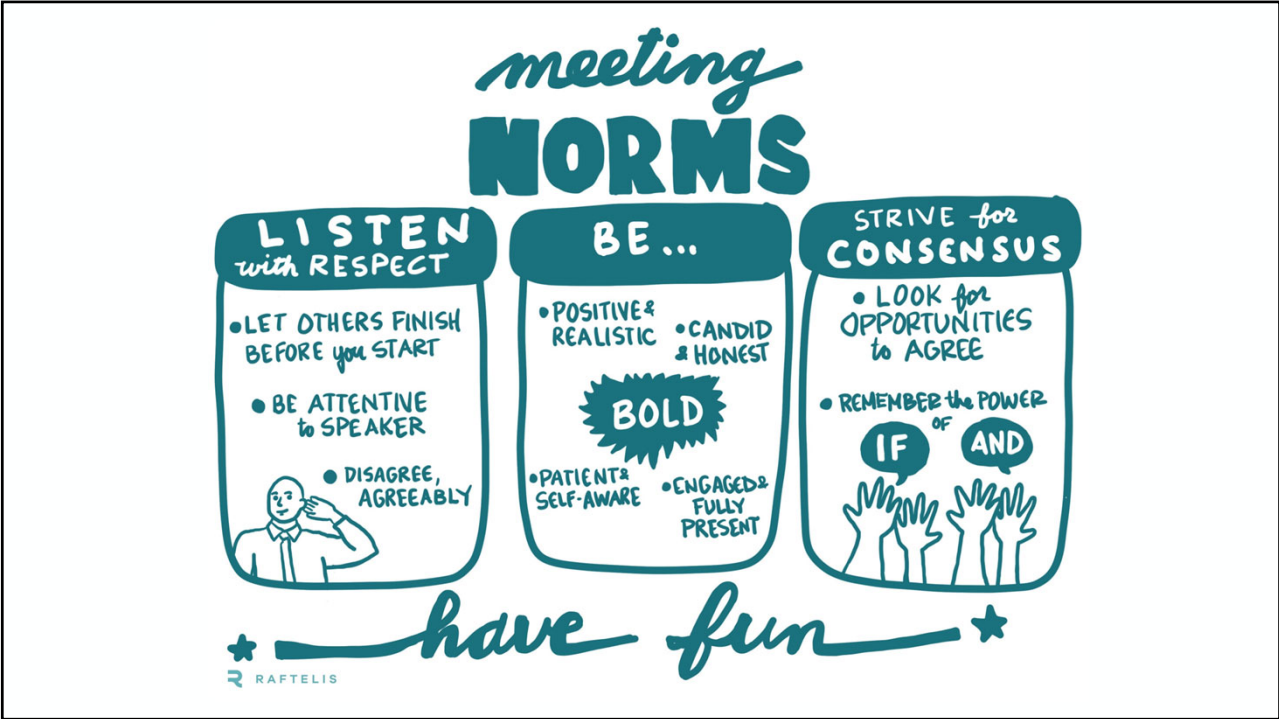 meeting
NORMS
LISTEN
with RESPECT
• LET OTHERS FINISH
BEFORE you START
• BE ATTENTIVE
to SPEAKER
• DISAGREE,
AGREEABLY
BE...
• POSITIVE &
REALISTIC
• CANDID
& HONEST
BOLD
• PATIENT &
SELF-AWARE
• ENGAGED &
FULLY
PRESENT
STRIVE for
CONSENSUS
• LOOK for
OPPORTUNITIES
to AGREE
• REMEMBER the POWER
OF
IF AND
have fun
RAFTELIS